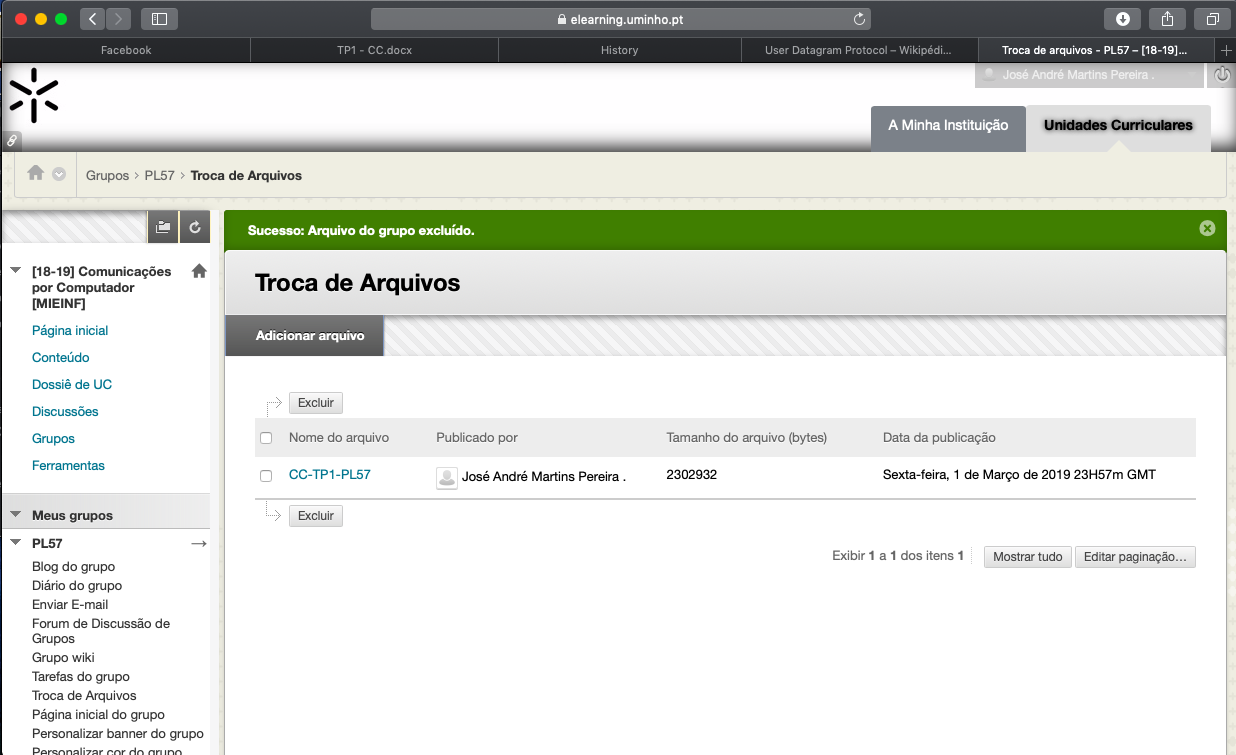 elearning.uminho.pt
Facebook
TP1 - CC.docx
History
User Datagram Protocol – Wikipédi...
Troca de arquivos - PL57 – [18-19]...
José André Martins Pereira .
A Minha Instituição
Unidades Curriculares
Grupos > PL57 > Troca de Arquivos
Sucesso: Arquivo do grupo excluído.
[18-19] Comunicações
por Computador
[MIEINF]
Página inicial
Conteúdo
Dossiê de UC
Discussões
Grupos
Ferramentas
Meus grupos
PL57
Blog do grupo
Diário do grupo
Enviar E-mail
Forum de Discussão de
Grupos
Grupo wiki
Tarefas do grupo
Troca de Arquivos
Página inicial do grupo
Personalizar banner do grupo
Personalizar cor do grupo
Troca de Arquivos
Adicionar arquivo
Excluir
Nome do arquivo Publicado por Tamanho do arquivo (bytes) Data da publicação
CC-TP1-PL57 José André Martins Pereira . 2302932 Sexta-feira, 1 de Março de 2019 23H57m GMT
Excluir
Exibir 1 a 1 dos itens 1 Mostrar tudo Editar paginação...